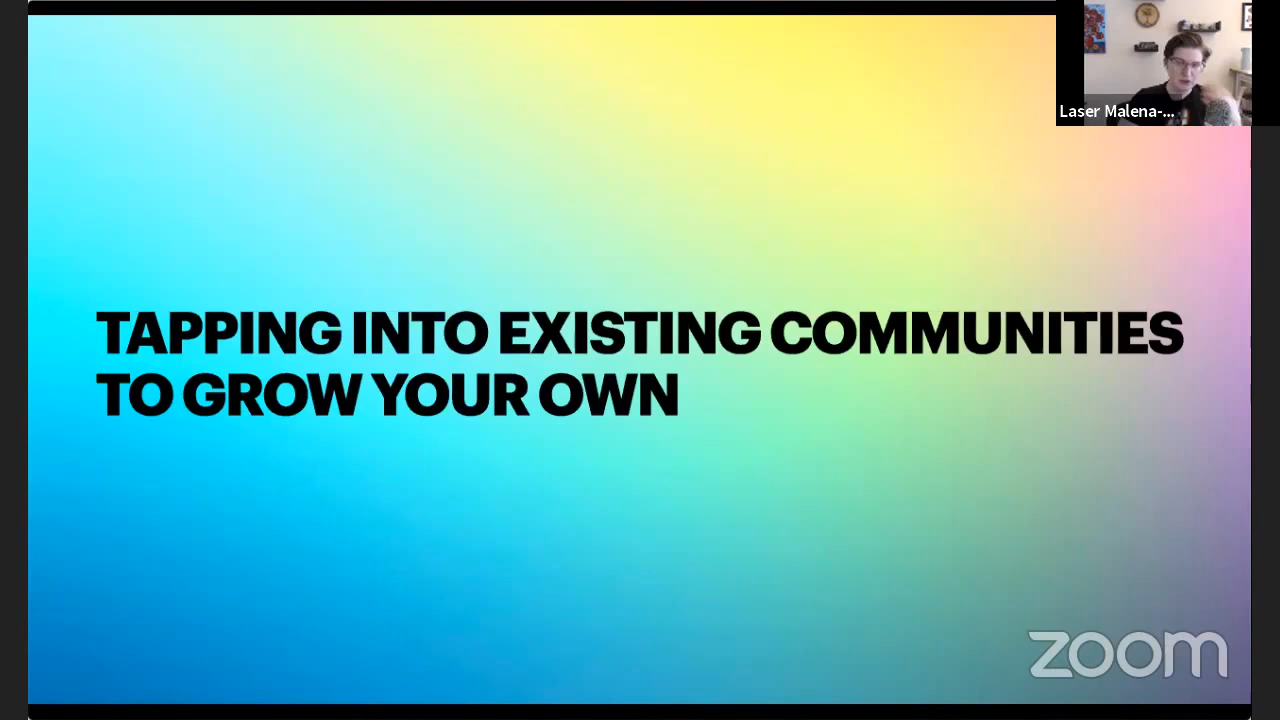 Laser Malena-...
TAPPING INTO EXISTING COMMUNITIES
TO GROW YOUR OWN
zoom